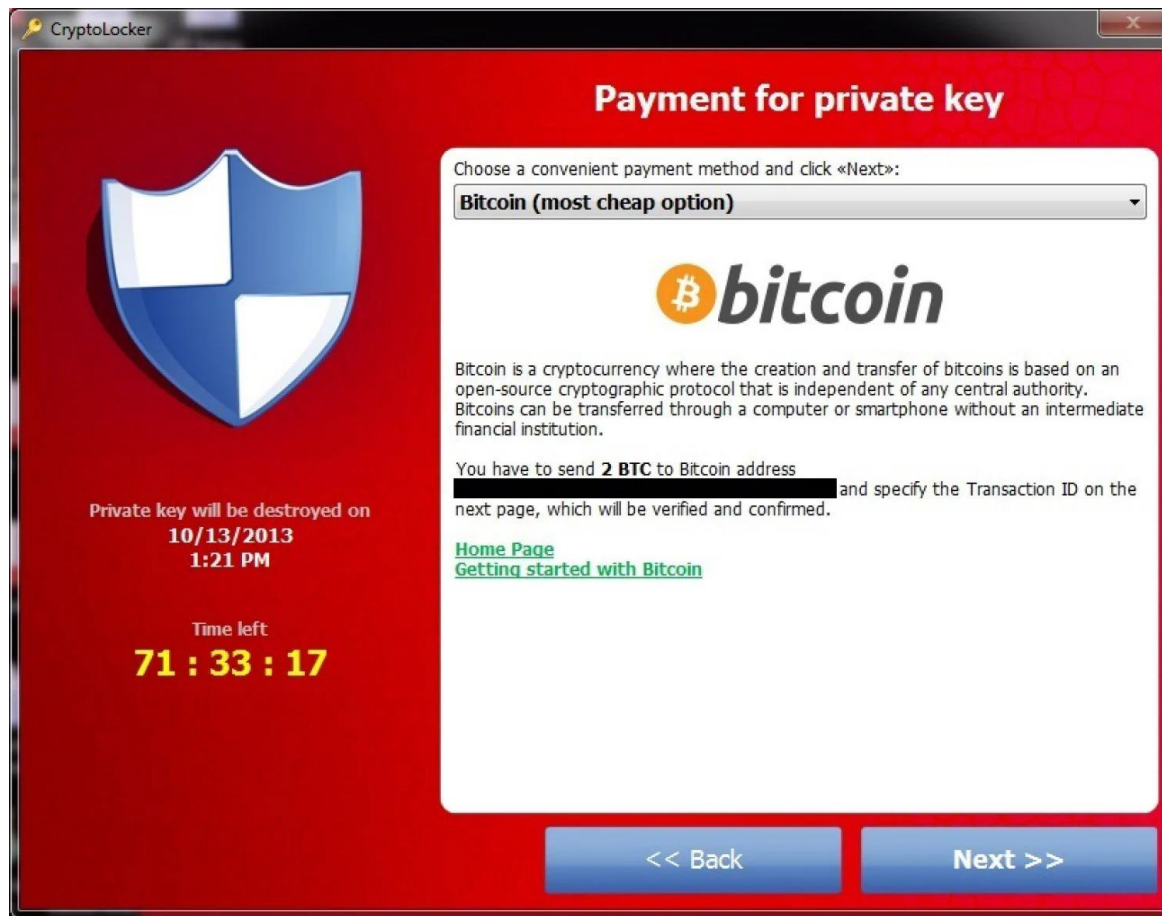 CryptoLocker
Payment for private key
Choose a convenient payment method and click «Next»:
Bitcoin (most cheap option)
bitcoin
Bitcoin is a cryptocurrency where the creation and transfer of bitcoins is based on an
open-source cryptographic protocol that is independent of any central authority.
Bitcoins can be transferred through a computer or smartphone without an intermediate
financial institution.
You have to send 2 BTC to Bitcoin address
and specify the Transaction ID on the
next page, which will be verified and confirmed.
Home Page
Getting started with Bitcoin
Private key will be destroyed on
10/13/2013
1:21 PM
Time left
71 : 33 : 17
<< Back
Next >>